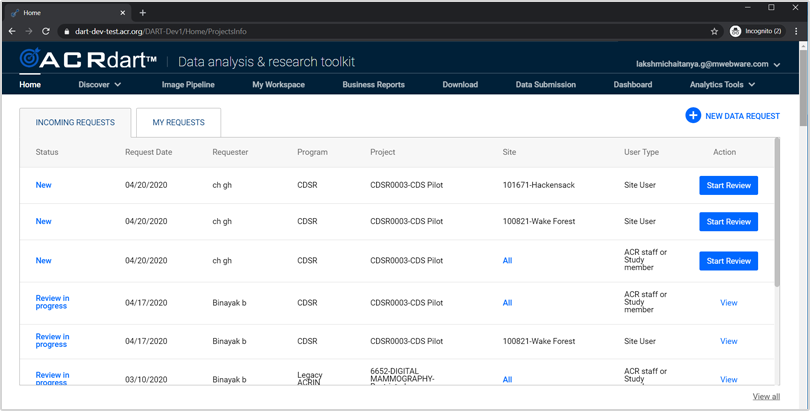 Home
dart-dev-test.acr.org/DART-Dev1/Home/ProjectsInfo
Incognito (2)
ACRdart™ Data analysis & research toolkit
lakshmichaitanya.g@mwebware.com
Home Discover Image Pipeline My Workspace Business Reports Download Data Submission Dashboard Analytics Tools
INCOMING REQUESTS MY REQUESTS
NEW DATA REQUEST
Status Request Date Requester Program Project Site User Type Action
New 04/20/2020 ch gh CDSR CDSR0003-CDS Pilot 101671-Hackensack Site User Start Review
New 04/20/2020 ch gh CDSR CDSR0003-CDS Pilot 100821-Wake Forest Site User Start Review
New 04/20/2020 ch gh CDSR CDSR0003-CDS Pilot All ACR staff or Study member Start Review
Review in progress 04/17/2020 Binayak b CDSR CDSR0003-CDS Pilot All ACR staff or Study member View
Review in progress 04/17/2020 Binayak b CDSR CDSR0003-CDS Pilot 100821-Wake Forest Site User View
Review in progress 03/10/2020 Binayak b Legacy ACRIN 6652-DIGITAL MAMMOGRAPHY- All ACR staff or Study View
View all